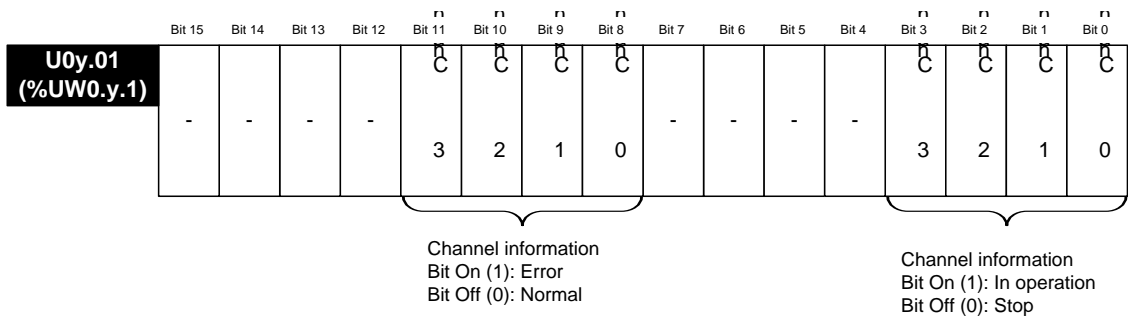 Bit 15 Bit 14 Bit 13 Bit 12 Bit 11 Bit 10 Bit 9 Bit 8 Bit 7 Bit 6 Bit 5 Bit 4 Bit 3 Bit 2 Bit 1 Bit 0
U0y.01
(%UW0.y.1)
C C C C C C C C
- - - - - - - -
3 2 1 0 3 2 1 0
Channel information
Bit On (1): Error
Bit Off (0): Normal
Channel information
Bit On (1): In operation
Bit Off (0): Stop